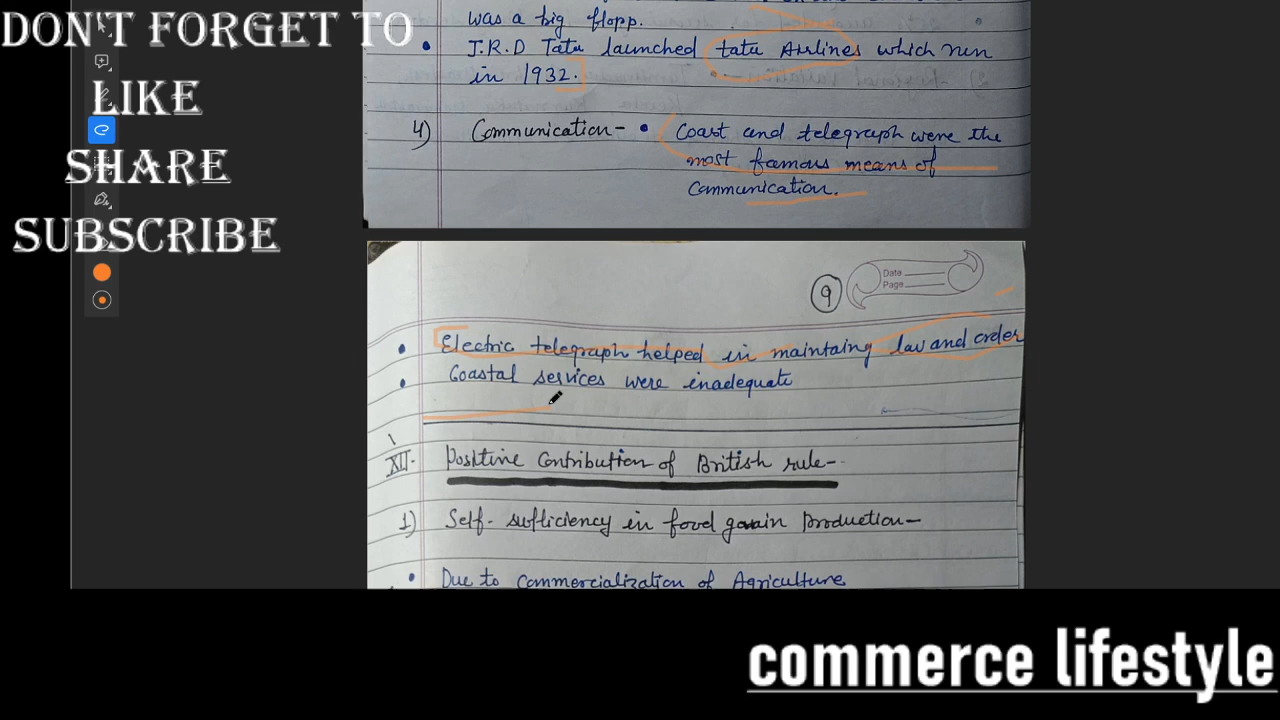 DON'T FORGET TO
LIKE
SHARE
SUBSCRIBE
was a big flopp.
• J.R.D Tata launched tata Airlines which run
in 1932.
4) Communication- • Coast and telegraph were the
most famous means of
Communication.
9
Date
Page
• Electric telegraph helped in maintaing law and order
• Coastal services were inadequate
XII. Positive Contribution of British rule-
1) Self-sufficiency in food grain Production-
• Due to Commercialization of Agriculture
commerce lifestyle